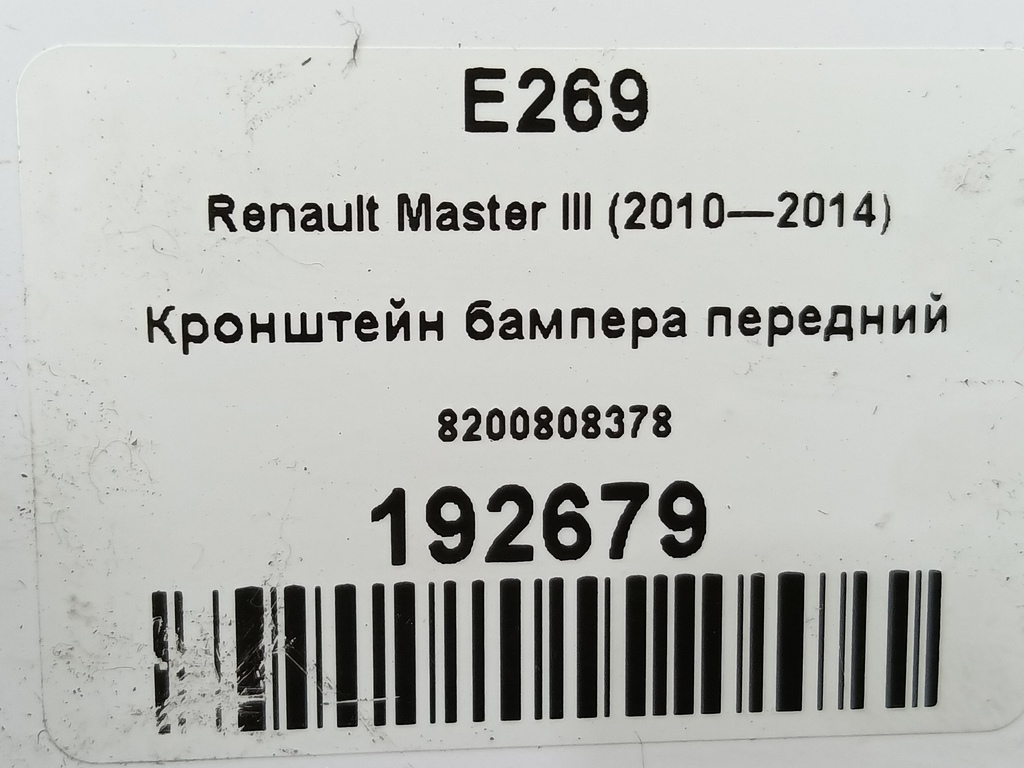 E269
Renault Master III (2010—2014)
Кронштейн бампера передний
8200808378
192679